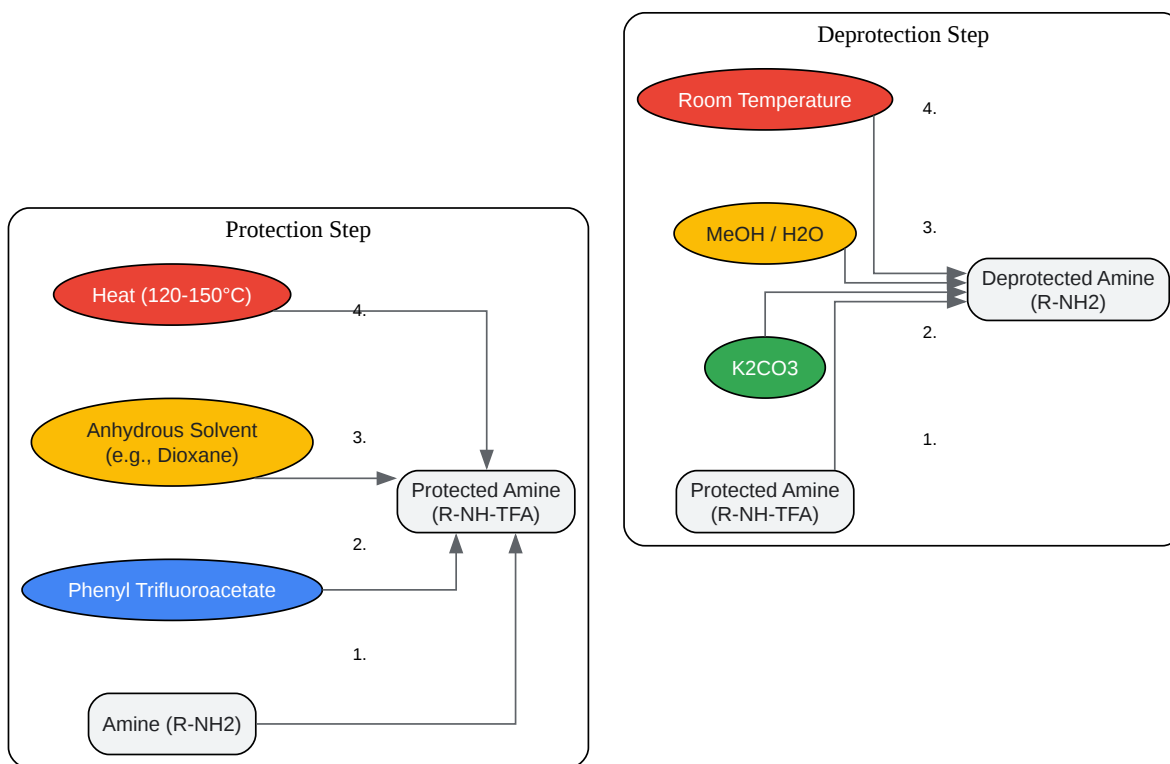 Protection Step
Heat (120-150°C)
4.
Anhydrous Solvent
(e.g., Dioxane)
3.
Protected Amine
(R-NH-TFA)
2.
Phenyl Trifluoroacetate
1.
Amine (R-NH2)
Deprotection Step
Room Temperature
4.
MeOH / H2O
3.
Deprotected Amine
(R-NH2)
2.
K2CO3
1.
Protected Amine
(R-NH-TFA)